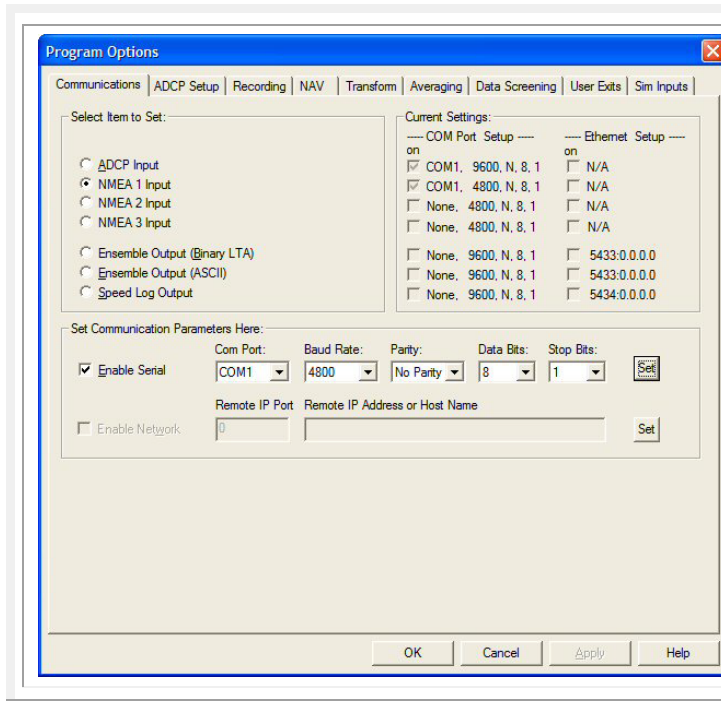 Program Options
Communications ADCP Setup Recording NAV Transform Averaging Data Screening User Exits Sim Inputs
Select Item to Set:
ADCP Input
NMEA 1 Input
NMEA 2 Input
NMEA 3 Input
Ensemble Output (Binary LTA)
Ensemble Output (ASCII)
Speed Log Output
Current Settings:
----- COM Port Setup ----- ----- Ethernet Setup -----
on on
COM1, 9600, N, 8, 1 N/A
COM1, 4800, N, 8, 1 N/A
None, 4800, N, 8, 1 N/A
None, 4800, N, 8, 1 N/A
None, 9600, N, 8, 1 5433:0.0.0.0
None, 9600, N, 8, 1 5433:0.0.0.0
None, 9600, N, 8, 1 5434:0.0.0.0
Set Communication Parameters Here:
Com Port: Baud Rate: Parity: Data Bits: Stop Bits:
Enable Serial COM1 4800 No Parity 8 1 Set
Remote IP Port Remote IP Address or Host Name
Enable Network 0 Set
OK Cancel Apply Help